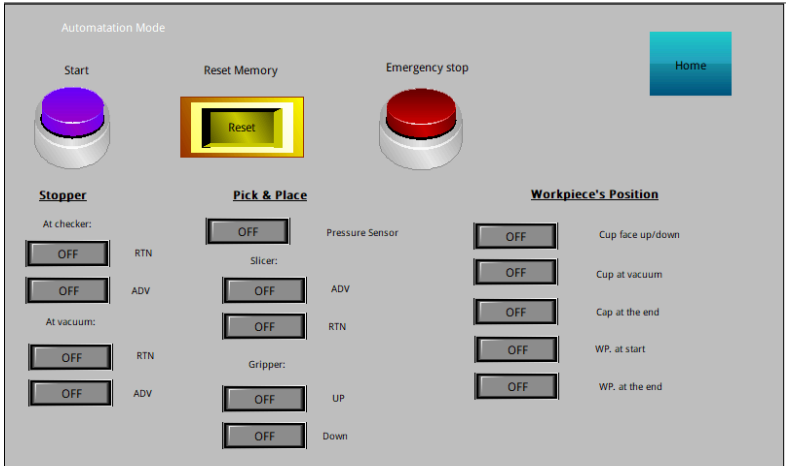 Automatation Mode
Start
Reset Memory
Emergency stop
Home
Reset
Stopper
Pick & Place
Workpiece's Position
At checker:
OFF RTN
OFF ADV
At vacuum:
OFF RTN
OFF ADV
OFF Pressure Sensor
Slicer:
OFF ADV
OFF RTN
Gripper:
OFF UP
OFF Down
OFF Cup face up/down
OFF Cup at vacuum
OFF Cap at the end
OFF WP. at start
OFF WP. at the end